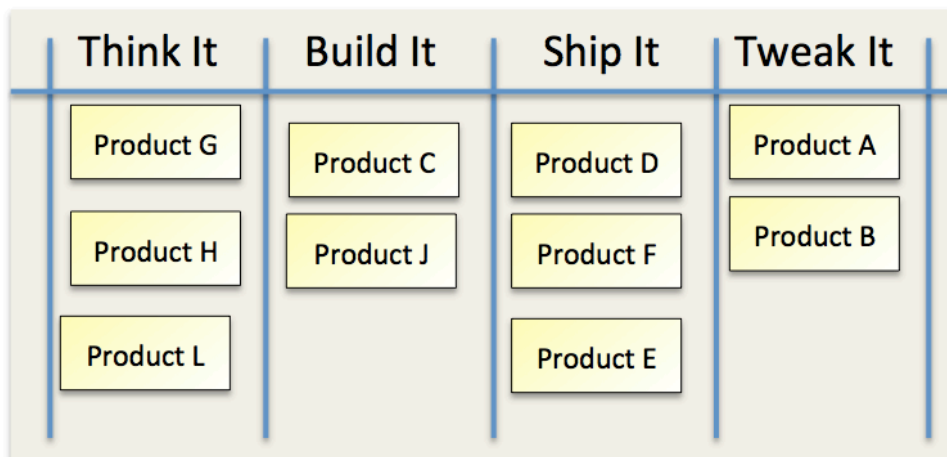 Think It
Build It
Ship It
Tweak It
Product G
Product H
Product L
Product C
Product J
Product D
Product F
Product E
Product A
Product B